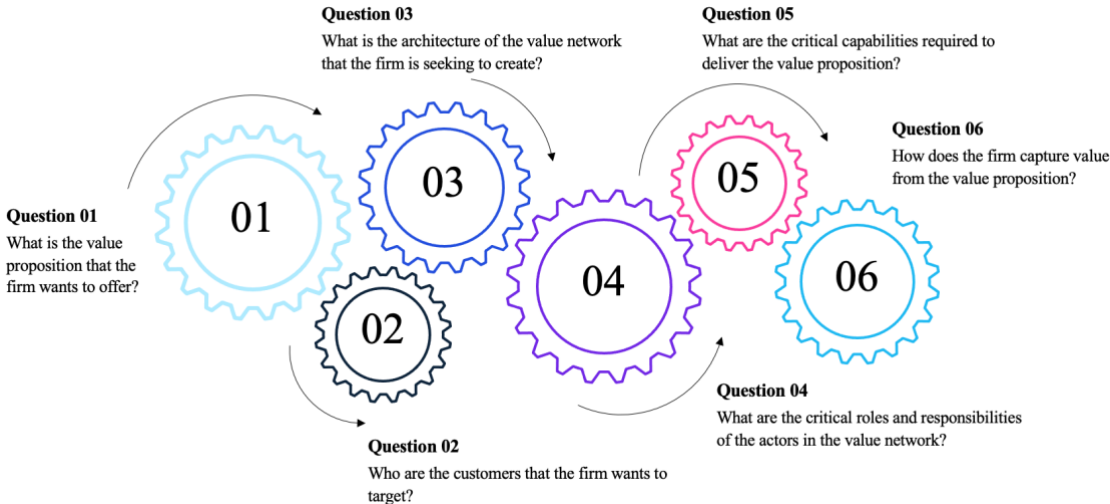 Question 01
What is the value
proposition that the
firm wants to offer?
01
Question 02
Who are the customers that the firm wants to
target?
02
Question 03
What is the architecture of the value network
that the firm is seeking to create?
03
Question 04
What are the critical roles and responsibilities
of the actors in the value network?
04
Question 05
What are the critical capabilities required to
deliver the value proposition?
05
Question 06
How does the firm capture value
from the value proposition?
06